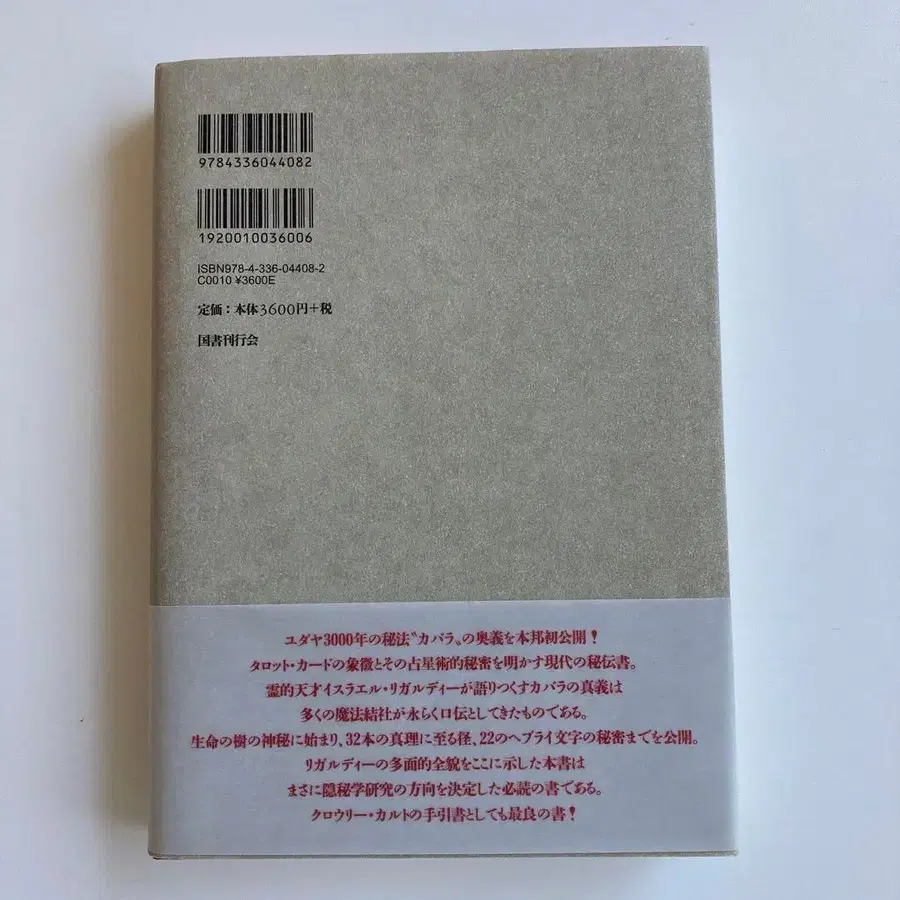 9784336044082
1920010036006
ISBN978-4-336-04408-2
C0010 ¥3600E
定価：本体3600円＋税
国書刊行会
ユダヤ3000年の秘法〝カバラ〟の奥義を本邦初公開！
タロット・カードの象徴とその占星術的秘密を明かす現代の秘伝書。
霊的天才イスラエル・リガルディーが語りつくすカバラの真義は
多くの魔法結社が永らく口伝としてきたものである。
生命の樹の神秘に始まり、32本の真理に至る径、22のヘブライ文字の秘密までを公開。
リガルディーの多面的全貌をここに示した本書は
まさに隠秘学研究の方向を決定した必読の書である。
クロウリー・カルトの手引書としても最良の書！